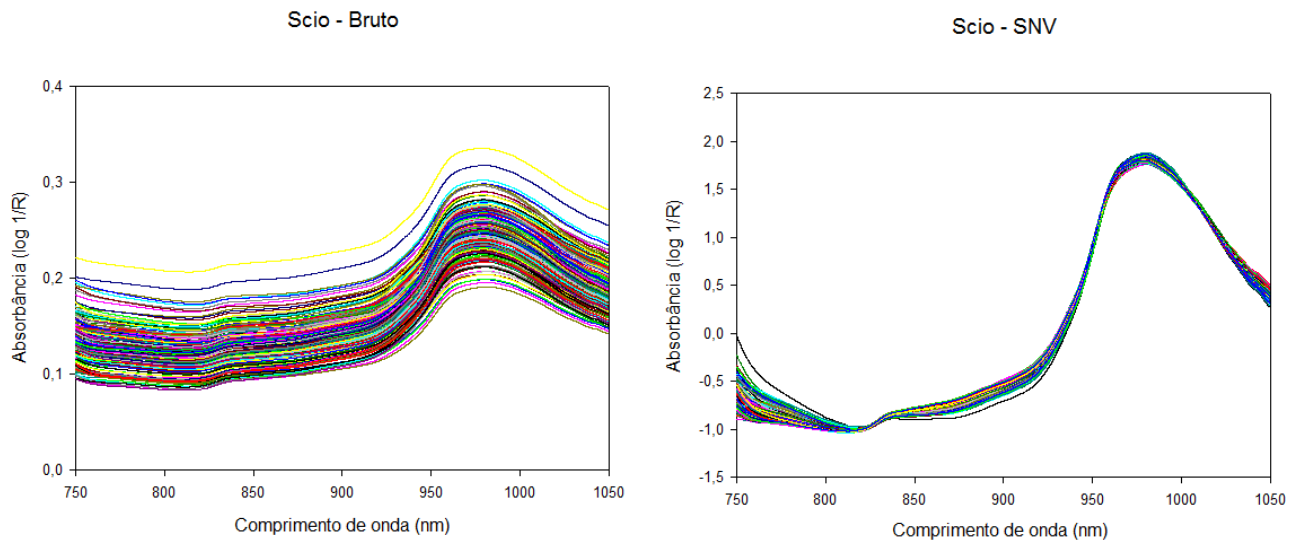 Scio - Bruto
0,4
0,3
0,2
0,1
0,0
Absorbância (log 1/R)
750 800 850 900 950 1000 1050
Comprimento de onda (nm)
Scio - SNV
2,5
2,0
1,5
1,0
0,5
0,0
-0,5
-1,0
-1,5
Absorbância (log 1/R)
750 800 850 900 950 1000 1050
Comprimento de onda (nm)